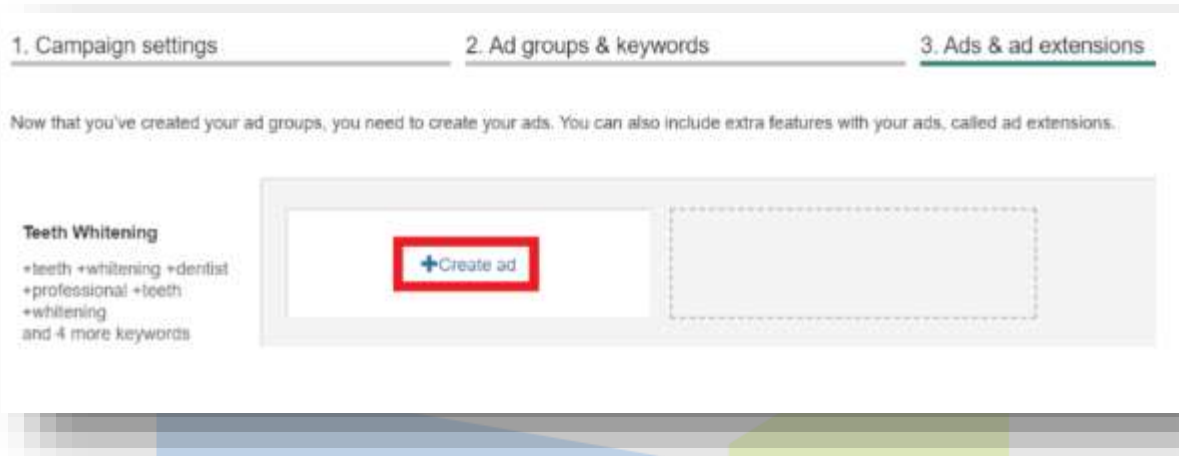 1. Campaign settings
2. Ad groups & keywords
3. Ads & ad extensions
Now that you've created your ad groups, you need to create your ads. You can also include extra features with your ads, called ad extensions.
Teeth Whitening
+teeth +whitening +dentist
+professional +teeth
+whitening
and 4 more keywords
+Create ad